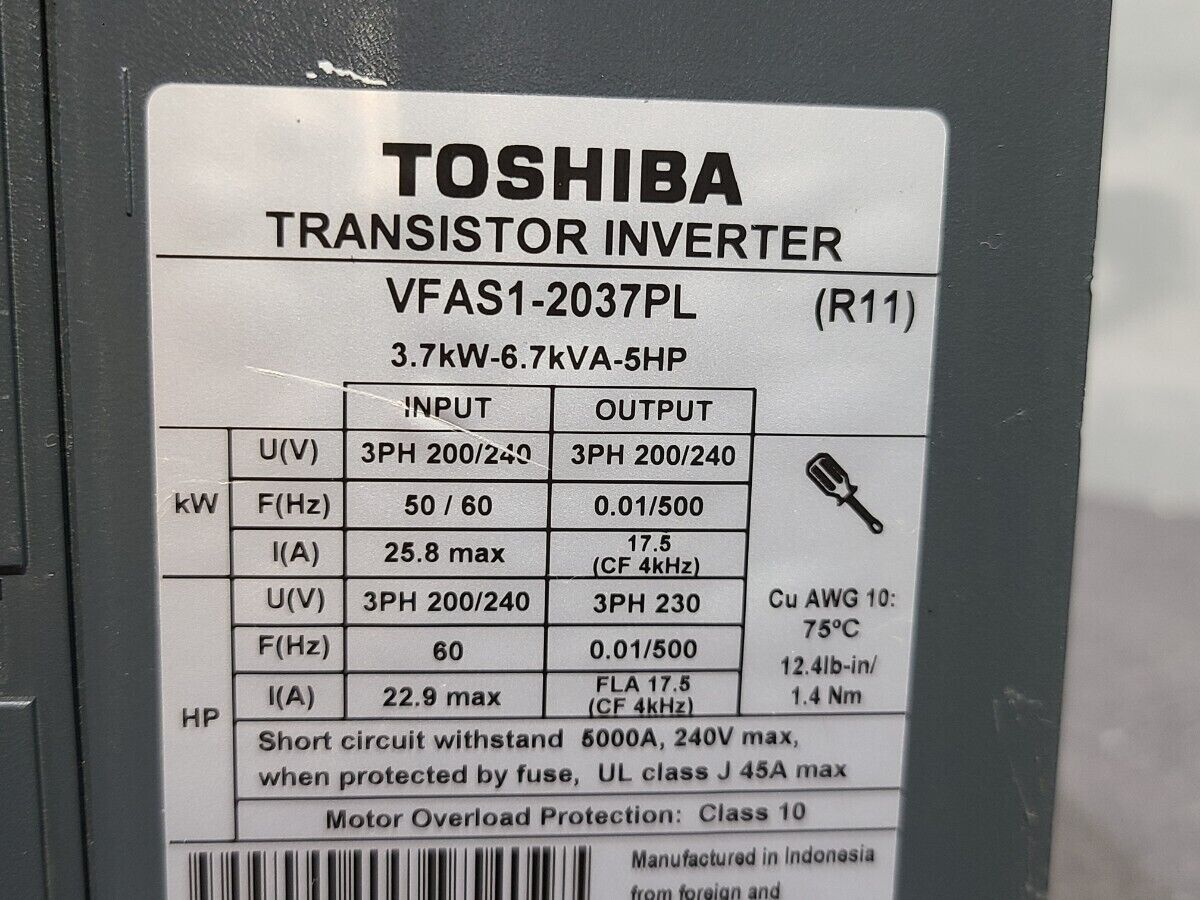 TOSHIBA
TRANSISTOR INVERTER
VFAS1-2037PL (R11)
3.7kW-6.7kVA-5HP
INPUT OUTPUT
kW
U(V) 3PH 200/240 3PH 200/240
F(Hz) 50 / 60 0.01/500
I(A) 25.8 max 17.5
(CF 4kHz)
HP
U(V) 3PH 200/240 3PH 230
F(Hz) 60 0.01/500
I(A) 22.9 max FLA 17.5
(CF 4kHz)
Cu AWG 10:
75ºC
12.4lb-in/
1.4 Nm
Short circuit withstand 5000A, 240V max,
when protected by fuse, UL class J 45A max
Motor Overload Protection: Class 10
Manufactured in Indonesia
from foreign and